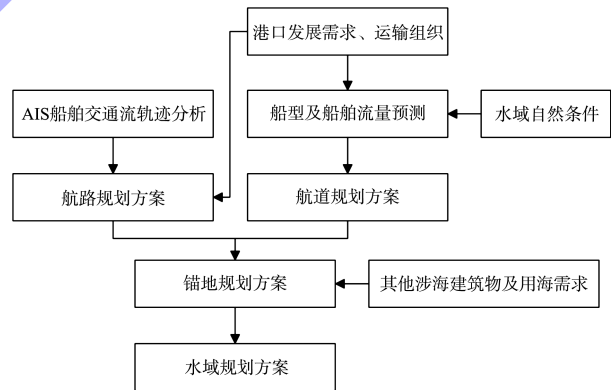 港口发展需求、运输组织
AIS船舶交通流轨迹分析
船型及船舶流量预测
水域自然条件
航路规划方案
航道规划方案
锚地规划方案
其他涉海建筑物及用海需求
水域规划方案